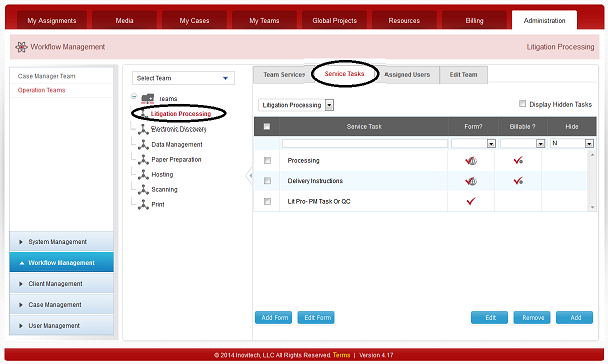 My Assignments Media My Cases My Teams Global Projects Resources Billing Administration
Workflow Management Litigation Processing
Case Manager Team
Operation Teams
System Management
Workflow Management
Client Management
Case Management
User Management
Select Team
Teams
Litigation Processing
Electronic Discovery
Data Management
Paper Preparation
Hosting
Scanning
Print
Team Services Service Tasks Assigned Users Edit Team
Litigation Processing Display Hidden Tasks
Service Task Form? Billable ? Hide
N
Processing
Delivery Instructions
Lit Pro- PM Task Or QC
Add Form Edit Form Edit Remove Add
© 2014 Inovitech, LLC All Rights Reserved. Terms | Version 4.17